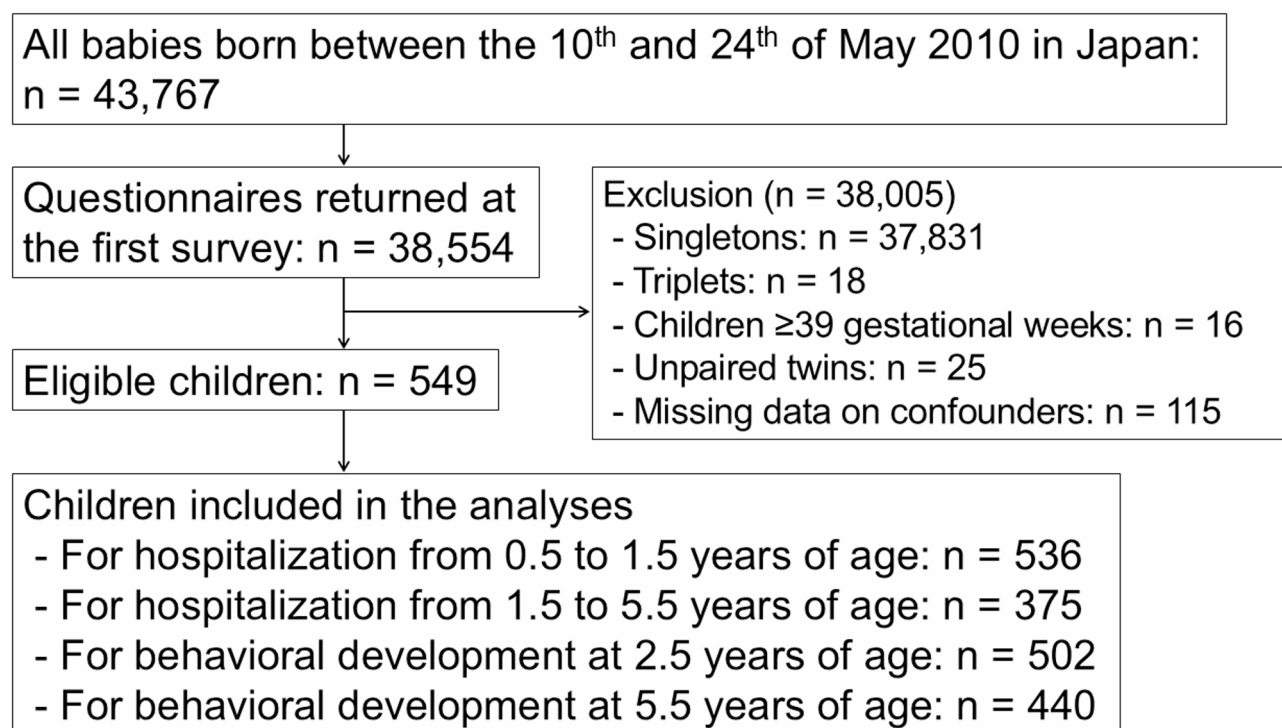 All babies born between the 10th and 24th of May 2010 in Japan:
n = 43,767
Questionnaires returned at
the first survey: n = 38,554
Exclusion (n = 38,005)
- Singletons: n = 37,831
- Triplets: n = 18
- Children ≥39 gestational weeks: n = 16
- Unpaired twins: n = 25
- Missing data on confounders: n = 115
Eligible children: n = 549
Children included in the analyses
- For hospitalization from 0.5 to 1.5 years of age: n = 536
- For hospitalization from 1.5 to 5.5 years of age: n = 375
- For behavioral development at 2.5 years of age: n = 502
- For behavioral development at 5.5 years of age: n = 440